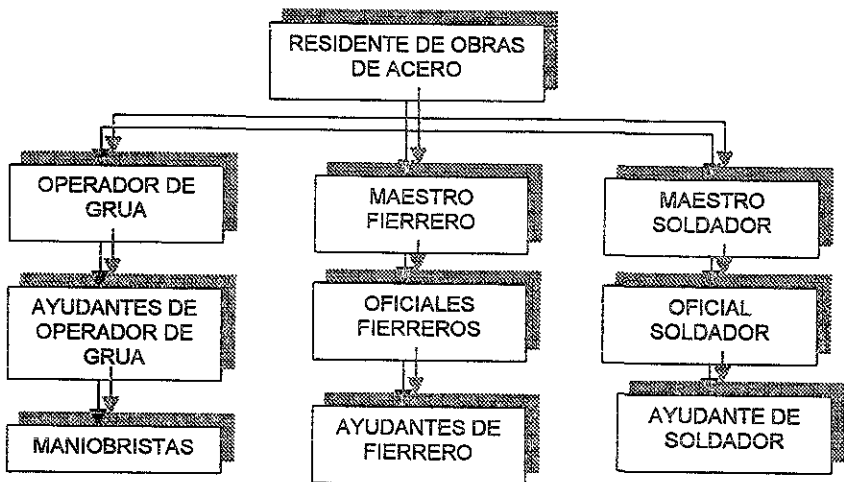 RESIDENTE DE OBRAS
DE ACERO
OPERADOR DE
GRUA
MAESTRO
FIERRERO
MAESTRO
SOLDADOR
AYUDANTES DE
OPERADOR DE
GRUA
OFICIALES
FIERREROS
OFICIAL
SOLDADOR
MANIOBRISTAS
AYUDANTES DE
FIERRERO
AYUDANTE DE
SOLDADOR